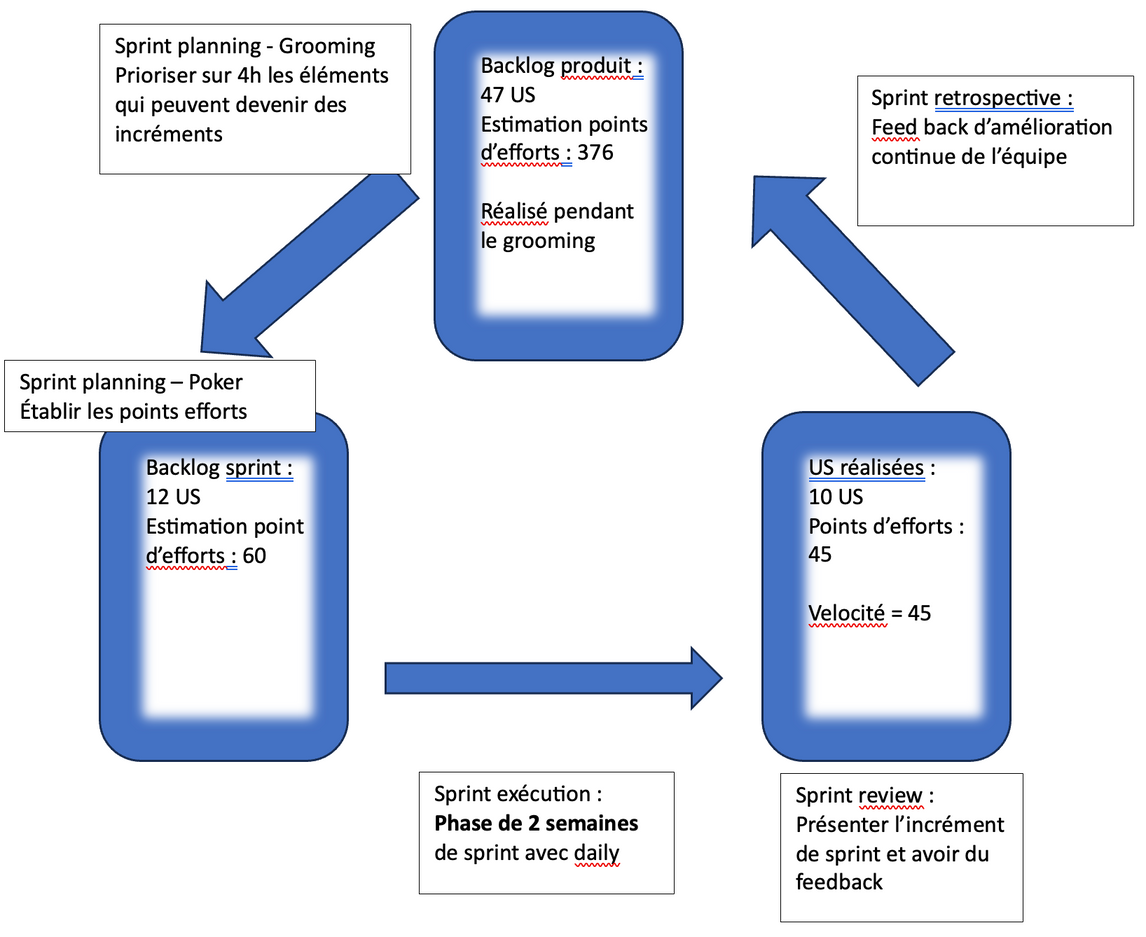 Sprint planning - Grooming
Prioriser sur 4h les éléments
qui peuvent devenir des
incréments
Backlog produit :
47 US
Estimation points
d’efforts : 376
Réalisé pendant
le grooming
Sprint retrospective :
Feed back d’amélioration
continue de l’équipe
Sprint planning – Poker
Établir les points efforts
Backlog sprint :
12 US
Estimation point
d’efforts : 60
US réalisées :
10 US
Points d’efforts :
45
Velocité = 45
Sprint exécution :
Phase de 2 semaines
de sprint avec daily
Sprint review :
Présenter l’incrément
de sprint et avoir du
feedback